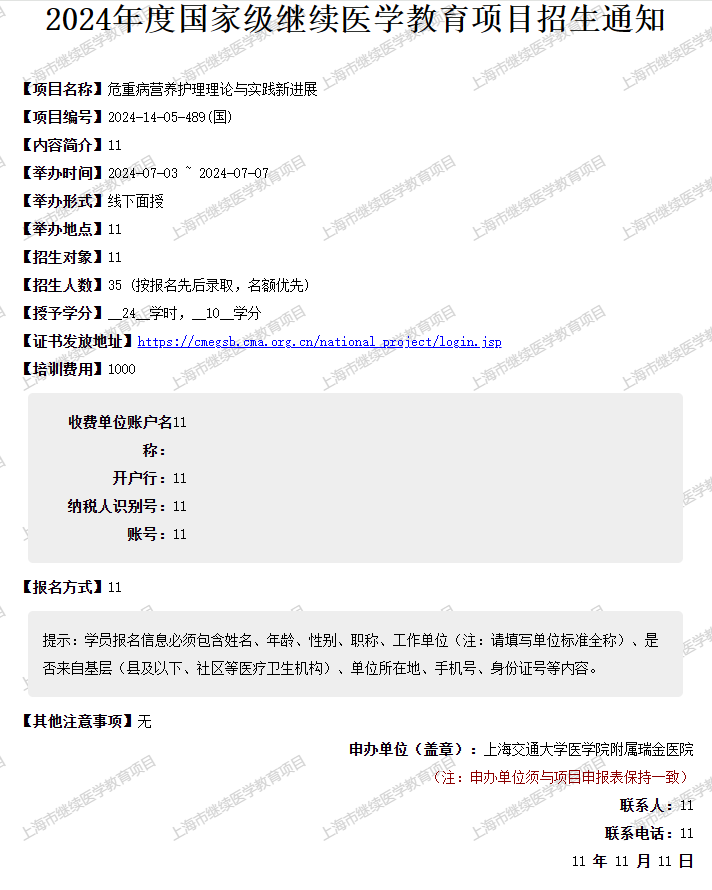 2024年度国家级继续医学教育项目招生通知
【项目名称】危重病营养护理理论与实践新进展
【项目编号】2024-14-05-489(国)
【内容简介】11
【举办时间】2024-07-03 ~ 2024-07-07
【举办形式】线下面授
【举办地点】11
【招生对象】11
【招生人数】35 (按报名先后录取，名额优先)
【授予学分】__24__学时，__10__学分
【证书发放地址】https://cmegsb.cma.org.cn/national_project/login.jsp
【培训费用】1000
收费单位账户名11
称：
开户行：11
纳税人识别号：11
账号：11
【报名方式】11
提示：学员报名信息必须包含姓名、年龄、性别、职称、工作单位（注：请填写单位标准全称）、是
否来自基层（县及以下、社区等医疗卫生机构）、单位所在地、手机号、身份证号等内容。
【其他注意事项】无
申办单位（盖章）：上海交通大学医学院附属瑞金医院
（注：申办单位须与项目申报表保持一致）
联系人：11
联系电话：11
11 年 11 月 11 日
上海市继续医学教育项目